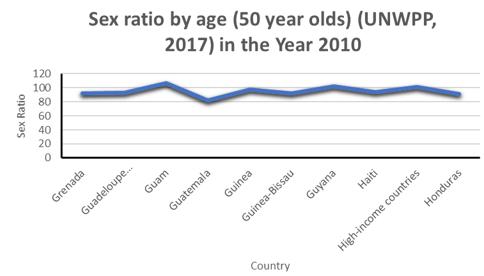 Sex ratio by age (50 year olds) (UNWPP,
2017) in the Year 2010
120
100
80
60
40
20
0
Sex Ratio
Grenada
Guadeloupe...
Guam
Guatemala
Guinea
Guinea-Bissau
Guyana
Haiti
High-income countries
Honduras
Country